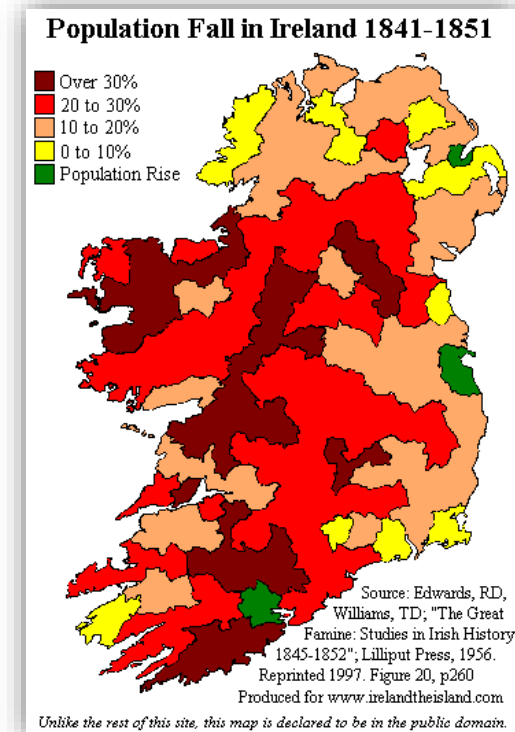 Population Fall in Ireland 1841-1851
Over 30%
20 to 30%
10 to 20%
0 to 10%
Population Rise
Source: Edwards, RD,
Williams, TD; "The Great
Famine: Studies in Irish History
1845-1852"; Lilliput Press, 1956.
Reprinted 1997. Figure 20, p260
Produced for www.irelandtheisland.com
Unlike the rest of this site, this map is declared to be in the public domain.